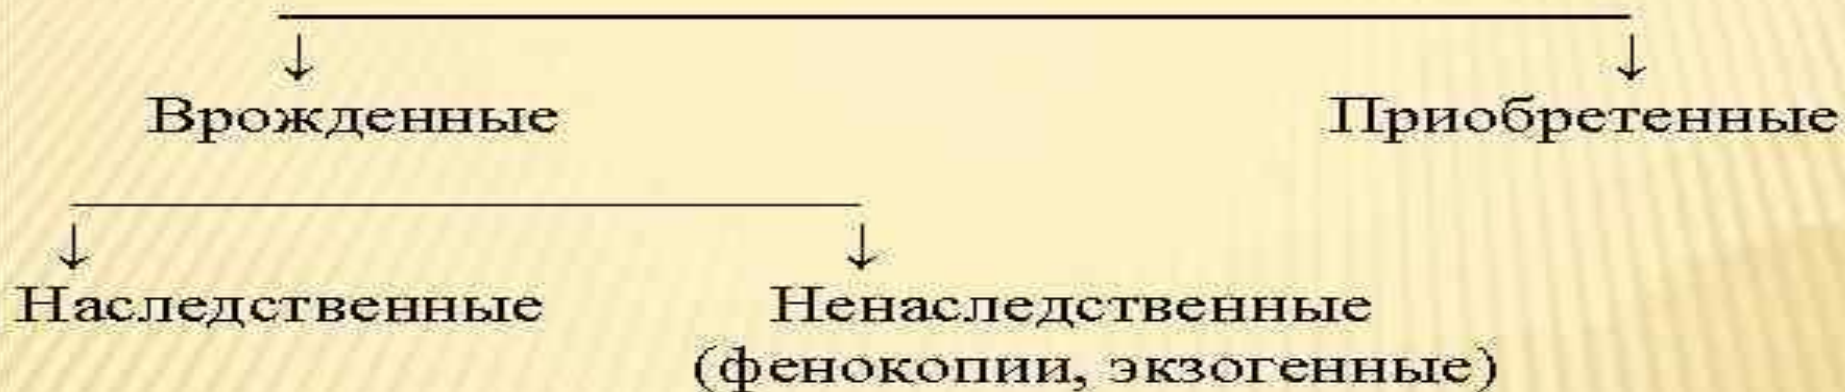 Врожденные Приобретенные
Наследственные Ненаследственные
(фенокопии, экзогенные)